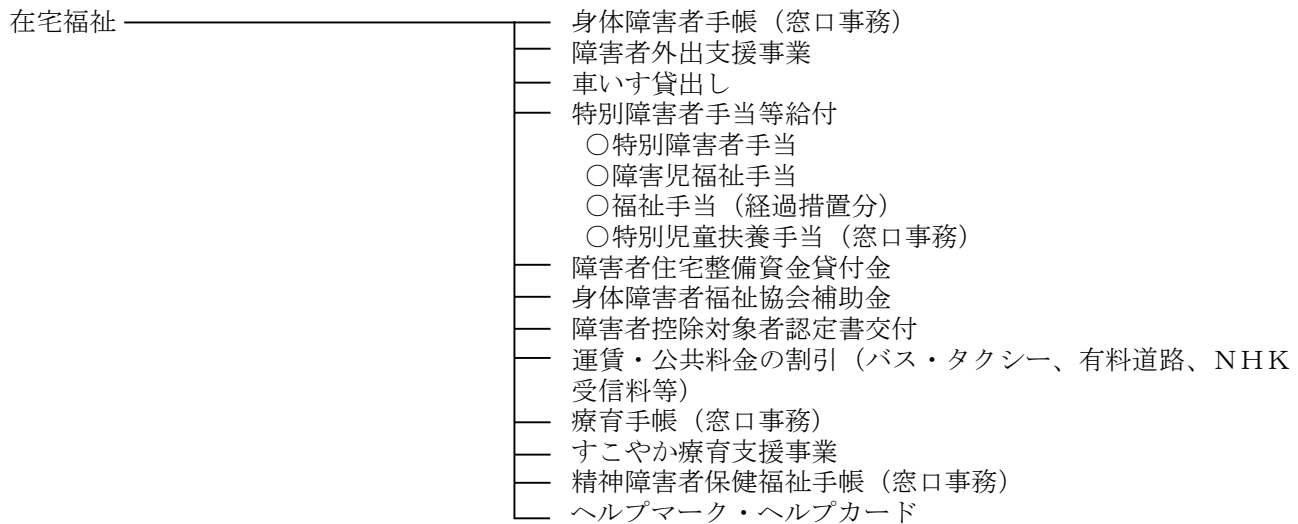 在宅福祉
身体障害者手帳（窓口事務）
障害者外出支援事業
車いす貸出し
特別障害者手当等給付
○特別障害者手当
○障害児福祉手当
○福祉手当（経過措置分）
○特別児童扶養手当（窓口事務）
障害者住宅整備資金貸付金
身体障害者福祉協会補助金
障害者控除対象者認定書交付
運賃・公共料金の割引（バス・タクシー、有料道路、ＮＨＫ
受信料等）
療育手帳（窓口事務）
すこやか療育支援事業
精神障害者保健福祉手帳（窓口事務）
ヘルプマーク・ヘルプカード